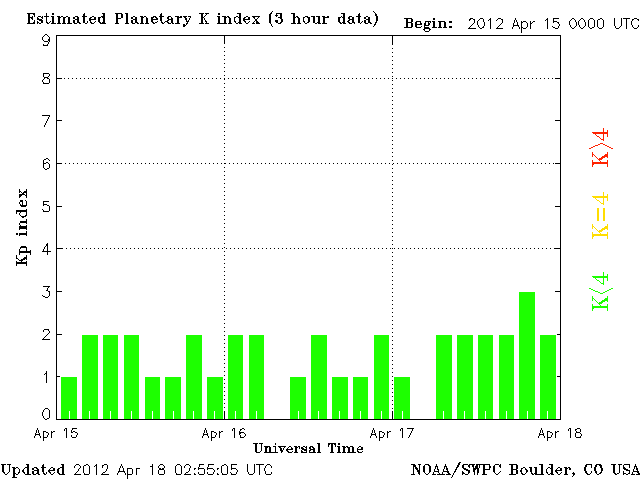 Estimated Planetary K index (3 hour data)
Begin: 2012 Apr 15 0000 UTC
9
8
7
6
5
4
3
2
1
0
Kp index
K>4
K=4
K<4
Apr 15
Apr 16
Apr 17
Apr 18
Universal Time
Updated 2012 Apr 18 02:55:05 UTC
NOAA/SWPC Boulder, CO USA